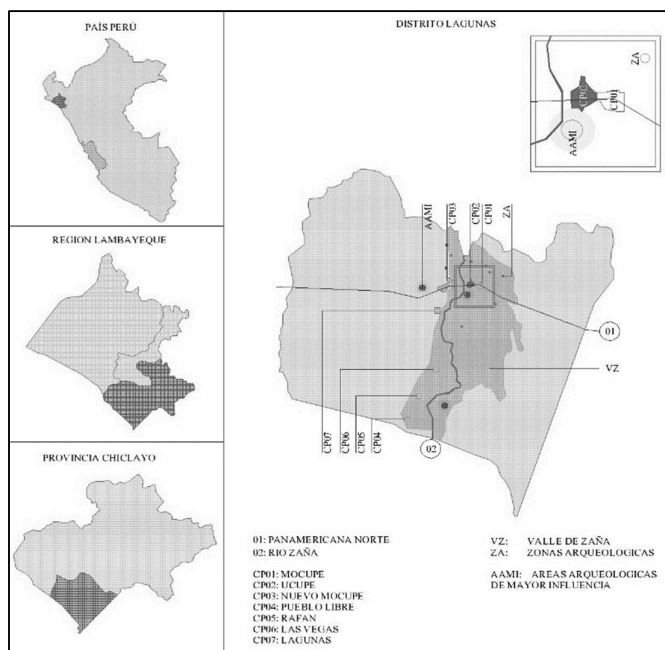 PAÍS PERÚ
REGION LAMBAYEQUE
PROVINCIA CHICLAYO
DISTRITO LAGUNAS
ZA
CP02
CP01
AAMI
AAMI
CP03
CP02
CP01
ZA
01
VZ
CP07
CP06
CP05
CP04
02
01: PANAMERICANA NORTE
02: RIO ZAÑA
CP01: MOCUPE
CP02: UCUPE
CP03: NUEVO MOCUPE
CP04: PUEBLO LIBRE
CP05: RAFAN
CP06: LAS VEGAS
CP07: LAGUNAS
VZ: VALLE DE ZAÑA
ZA: ZONAS ARQUEOLOGICAS
AAMI: AREAS ARQUEOLOGICAS
DE MAYOR INFLUENCIA